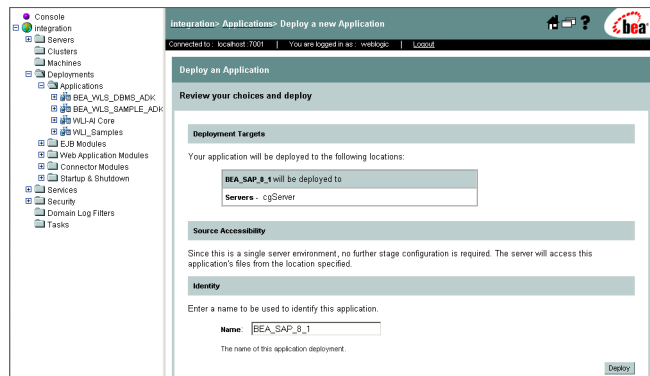 Console
integration
Servers
Clusters
Machines
Deployments
Applications
BEA_WLS_DBMS_ADK
BEA_WLS_SAMPLE_ADK
WLI-AI Core
WLI_Samples
EJB Modules
Web Application Modules
Connector Modules
Startup & Shutdown
Services
Security
Domain Log Filters
Tasks
integration> Applications> Deploy a new Application
?
bea
Connected to : localhost :7001 | You are logged in as : weblogic | Logout
Deploy an Application
Review your choices and deploy
Deployment Targets
Your application will be deployed to the following locations:
BEA_SAP_8_1 will be deployed to
Servers - cgServer
Source Accessibility
Since this is a single server environment, no further stage configuration is required. The server will access this
application's files from the location specified.
Identity
Enter a name to be used to identify this application.
Name: BEA_SAP_8_1
The name of this application deployment.
Deploy